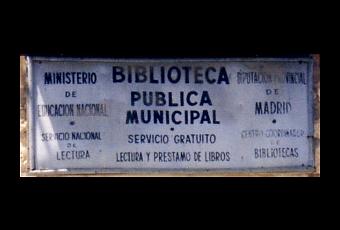 MINISTERIO
DE
EDUCACION NACIONAL
SERVICIO NACIONAL
DE
LECTURA
BIBLIOTECA
PUBLICA
MUNICIPAL
SERVICIO GRATUITO
LECTURA Y PRESTAMO DE LIBROS
DIPUTACION PROVINCIAL
DE
MADRID
CENTRO COORDINADOR
DE
BIBLIOTECAS